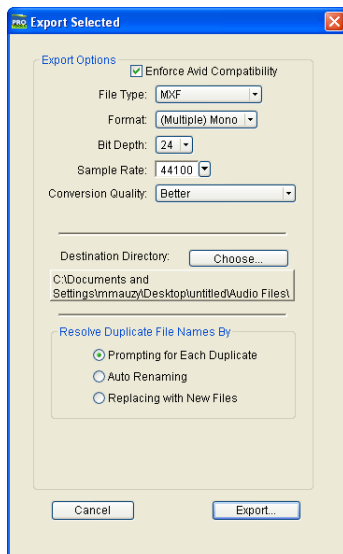 PRO Export Selected
Export Options
Enforce Avid Compatibility
File Type: MXF
Format: (Multiple) Mono
Bit Depth: 24
Sample Rate: 44100
Conversion Quality: Better
Destination Directory: Choose...
C:\Documents and
Settings\mmauzy\Desktop\untitled\Audio Files\
Resolve Duplicate File Names By
Prompting for Each Duplicate
Auto Renaming
Replacing with New Files
Cancel Export...